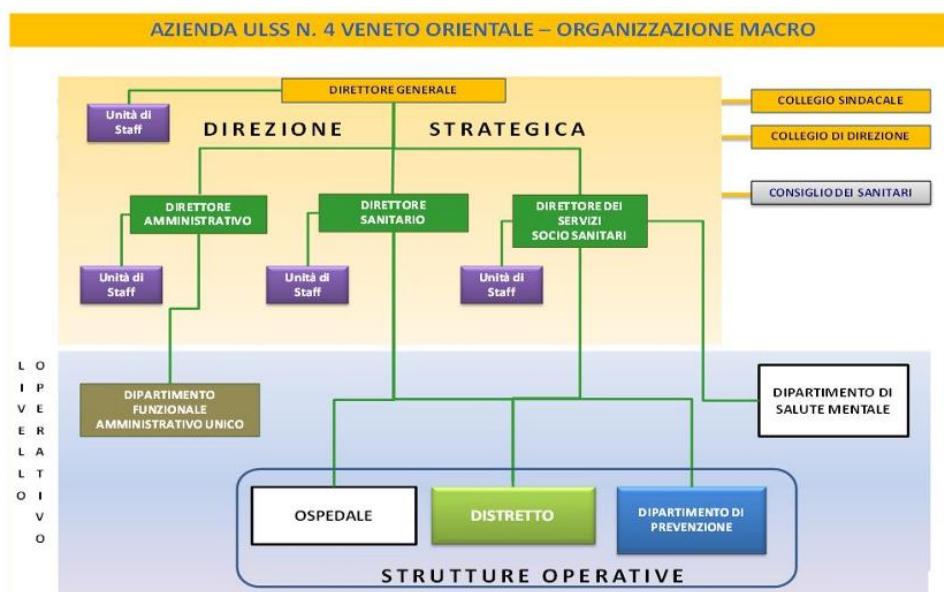 AZIENDA ULSS N. 4 VENETO ORIENTALE – ORGANIZZAZIONE MACRO
DIRETTORE GENERALE
Unità di
Staff
DIREZIONE STRATEGICA
COLLEGIO SINDACALE
COLLEGIO DI DIREZIONE
CONSIGLIO DEI SANITARI
DIRETTORE
AMMINISTRATIVO
DIRETTORE
SANITARIO
DIRETTORE DEI
SERVIZI
SOCIO SANITARI
Unità di
Staff
Unità di
Staff
Unità di
Staff
LIVELLO
OPERATIVO
DIPARTIMENTO
FUNZIONALE
AMMINISTRATIVO UNICO
DIPARTIMENTO DI
SALUTE MENTALE
OSPEDALE
DISTRETTO
DIPARTIMENTO DI
PREVENZIONE
STRUTTURE OPERATIVE